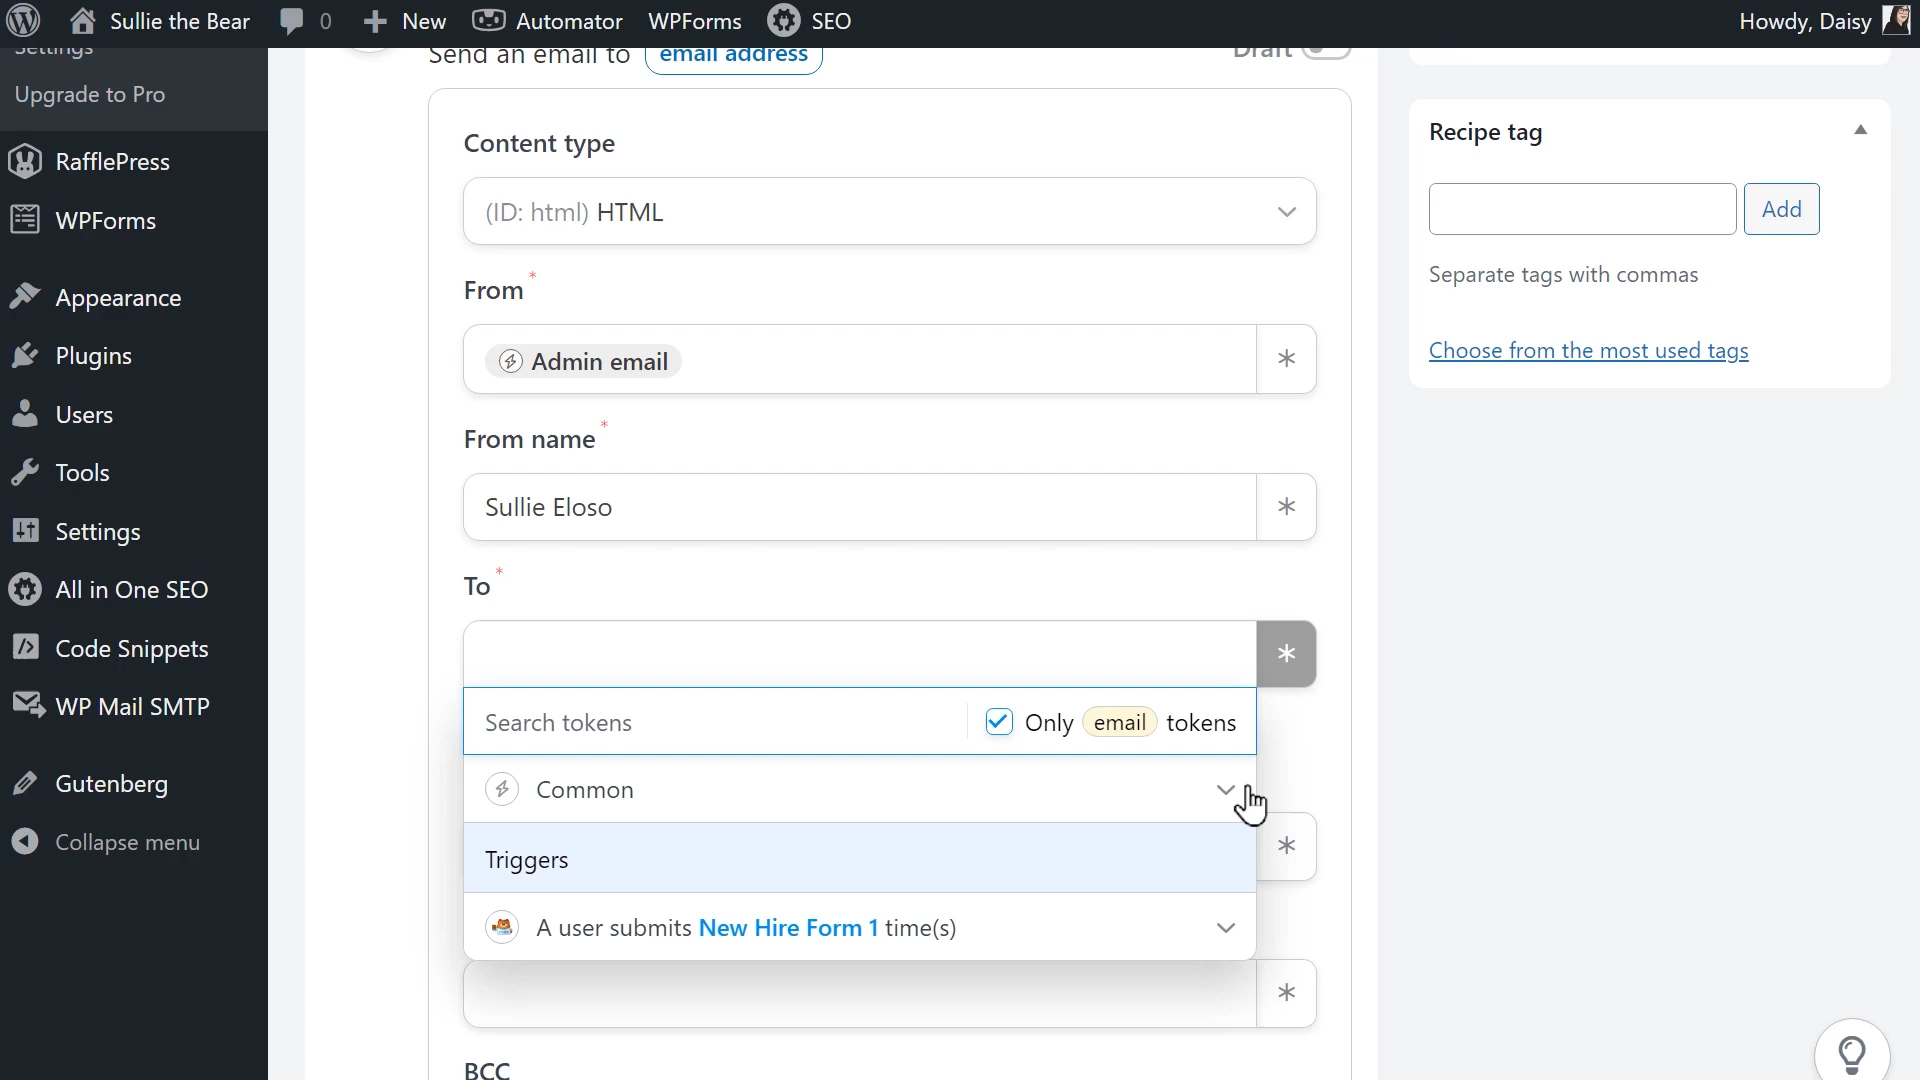 Sullie the Bear
0
New
Automator
WPForms
SEO
Howdy, Daisy
Settings
Upgrade to Pro
RafflePress
WPForms
Appearance
Plugins
Users
Tools
Settings
All in One SEO
Code Snippets
WP Mail SMTP
Gutenberg
Collapse menu
Send an email to email address
Draft
Content type
(ID: html) HTML
From *
Admin email
*
From name *
Sullie Eloso
*
To *
*
Search tokens
Only email tokens
Common
*
Triggers
A user submits New Hire Form 1 time(s)
*
BCC
Recipe tag
Add
Separate tags with commas
Choose from the most used tags